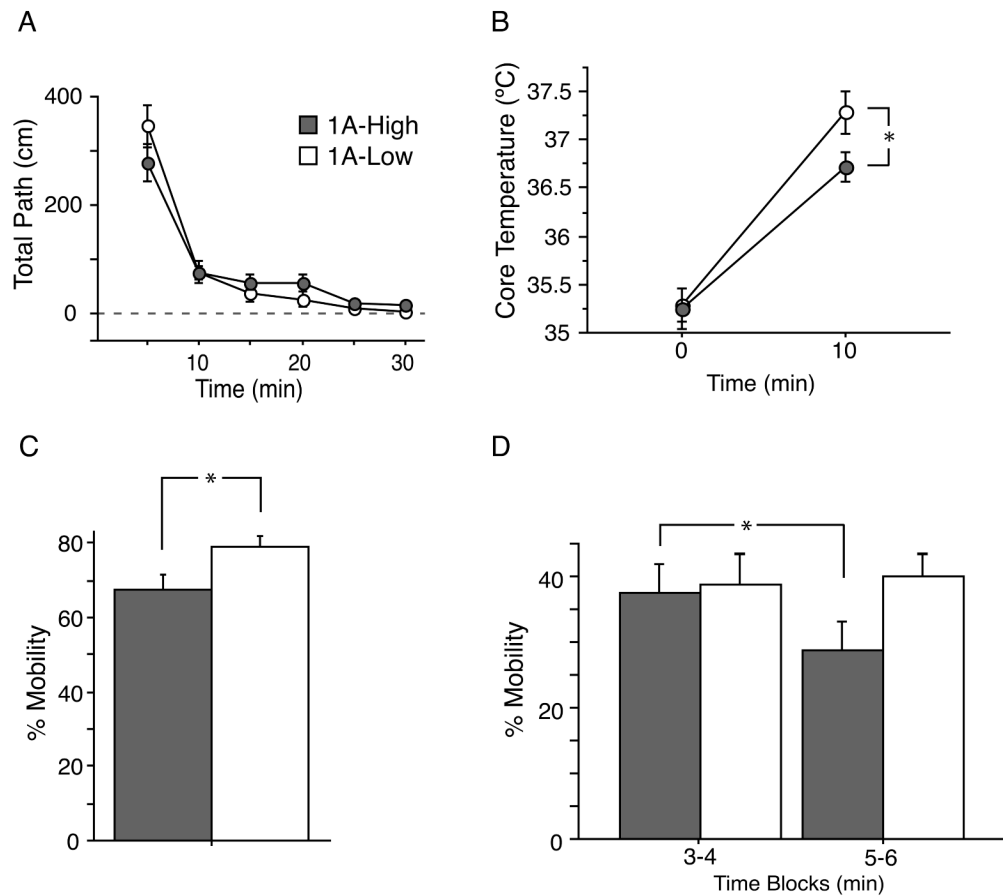 A
Total Path (cm)
400
200
0
10
20
30
Time (min)
1A-High
1A-Low
B
Core Temperature (ºC)
37.5
37
36.5
36
35.5
35
0
10
Time (min)
*
C
% Mobility
80
60
40
20
0
*
D
% Mobility
40
20
0
*
3-4
5-6
Time Blocks (min)